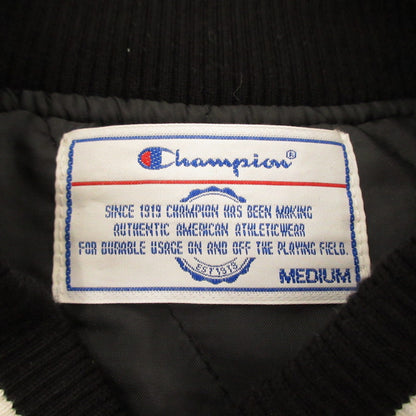 Champion®
SINCE 1919 CHAMPION HAS BEEN MAKING
AUTHENTIC AMERICAN ATHLETICWEAR
FOR DURABLE USAGE ON AND OFF THE PLAYING FIELD.
EST 1919
MEDIUM